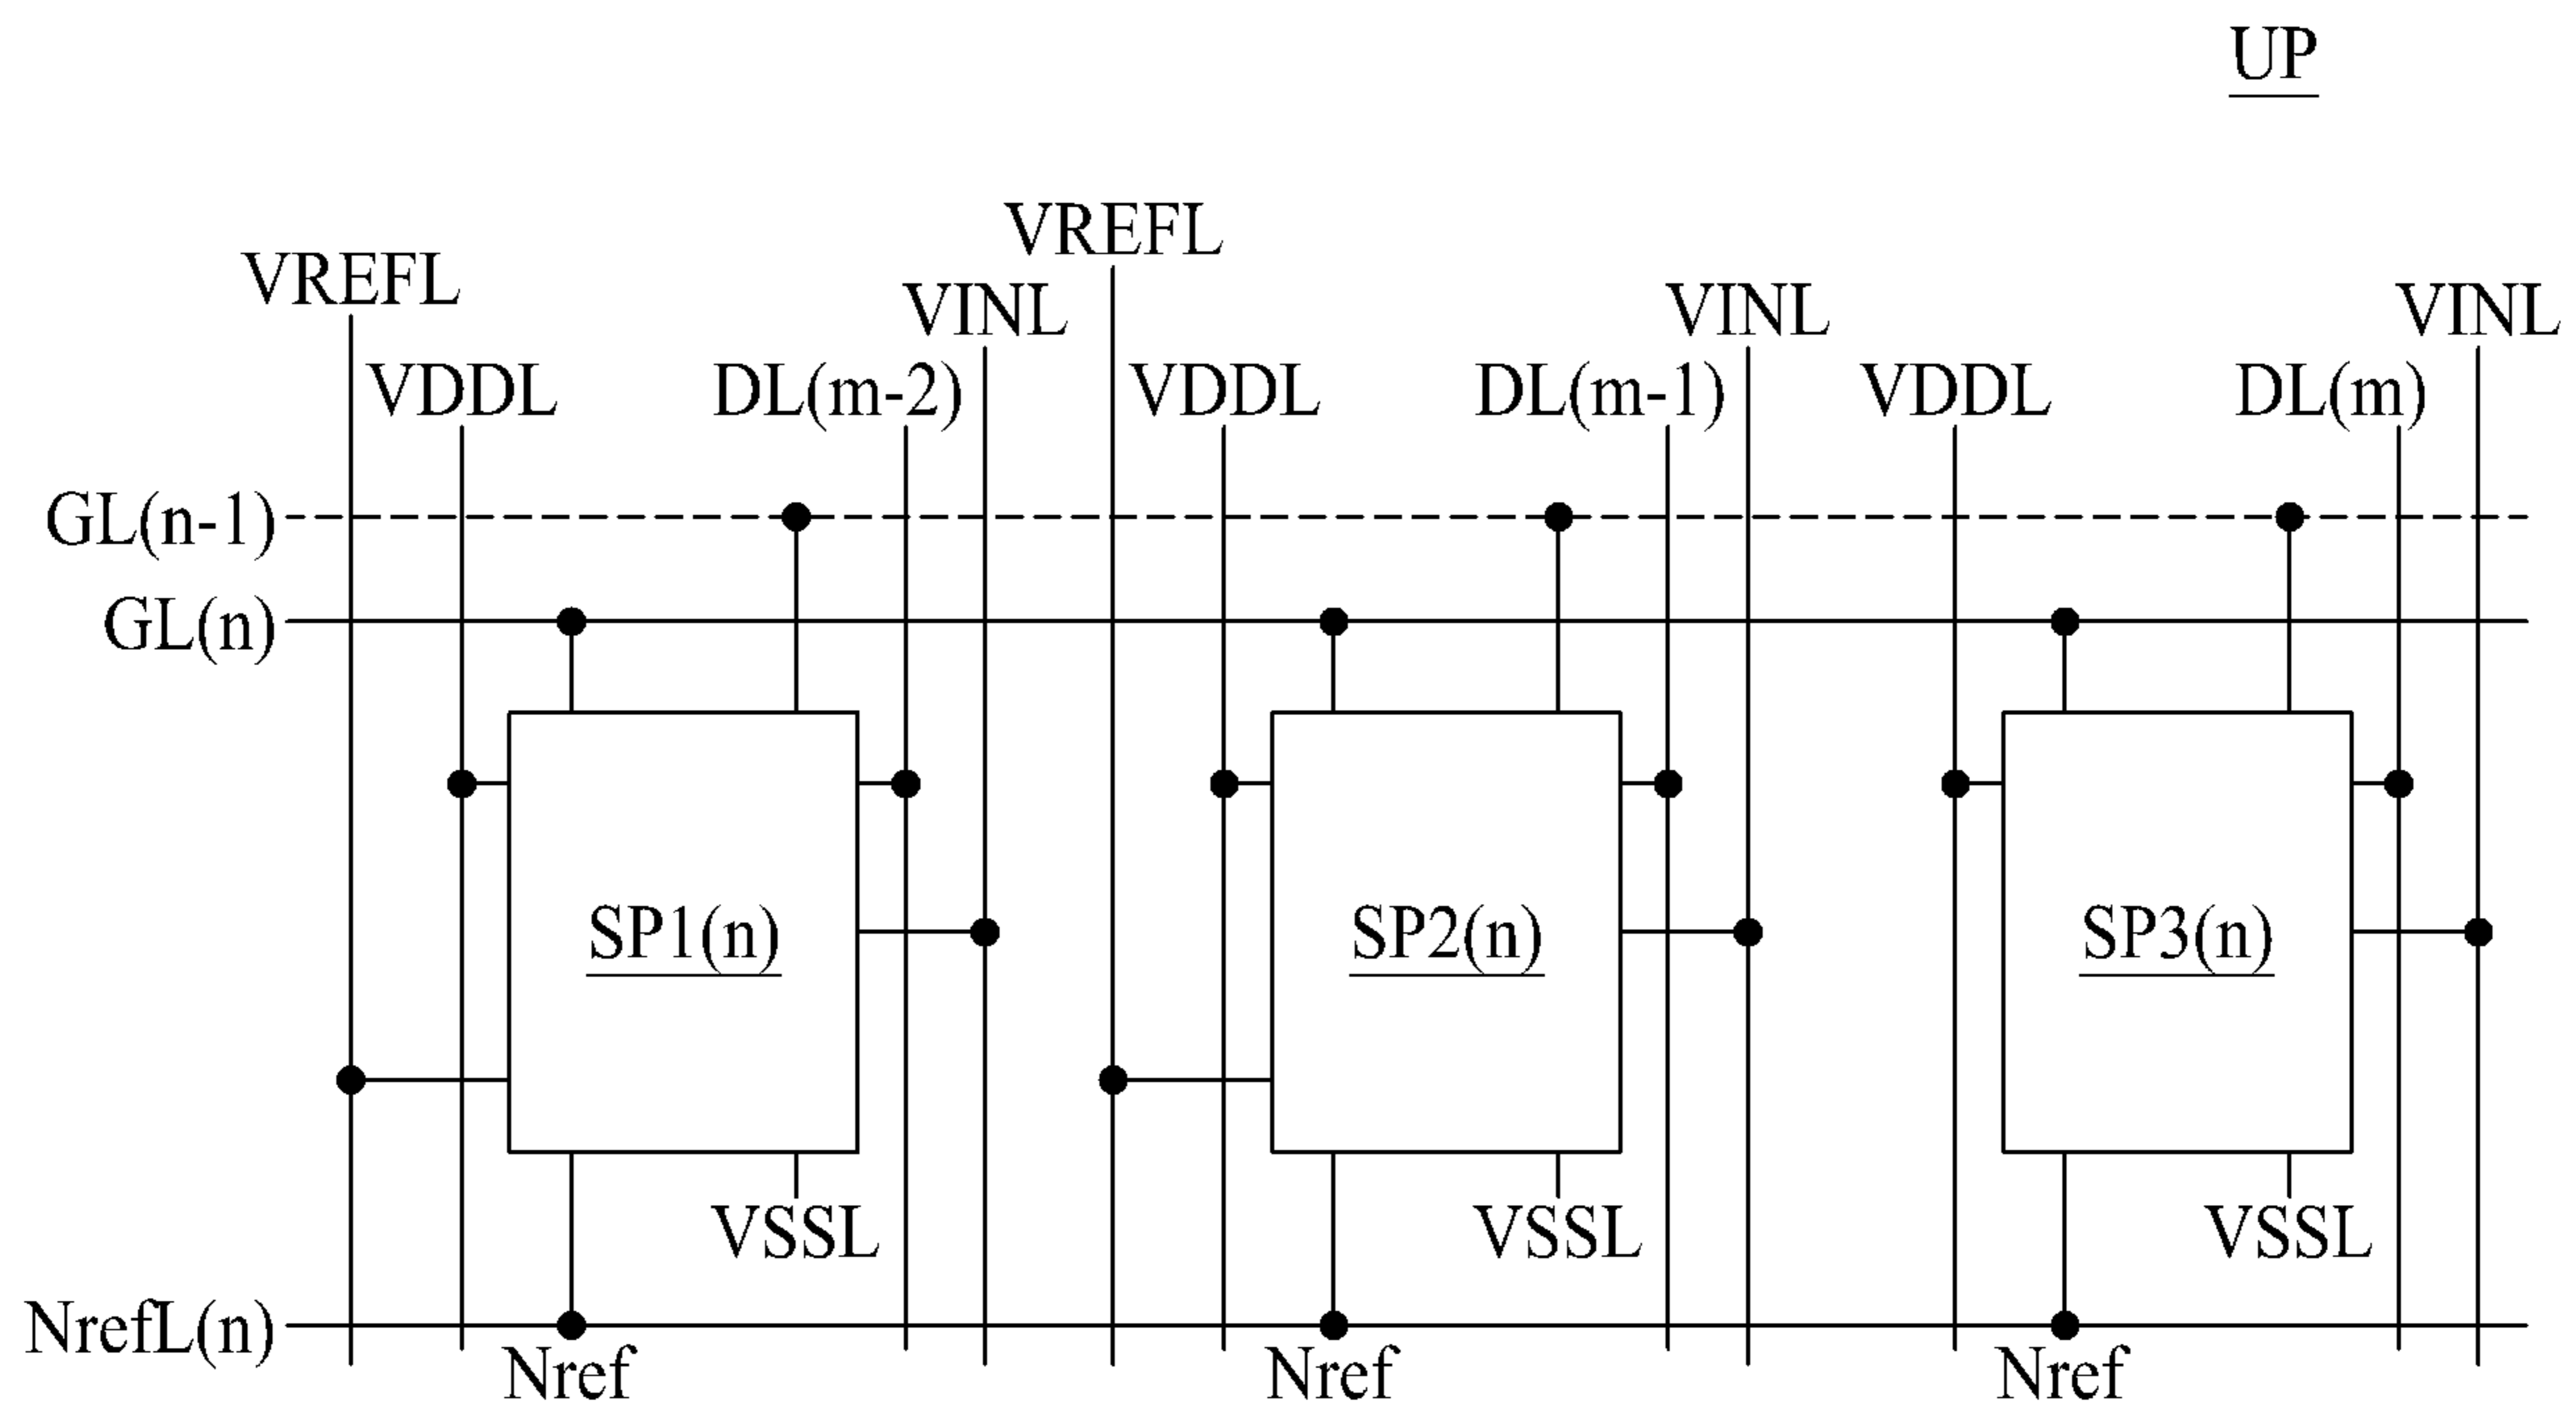 UP
VREFL
VREFL
VINL
VINL
VINL
VDDL
DL(m-2)
VDDL
DL(m-1)
VDDL
DL(m)
GL(n-1)
GL(n)
SP1(n)
SP2(n)
SP3(n)
VSSL
VSSL
VSSL
NrefL(n)
Nref
Nref
Nref